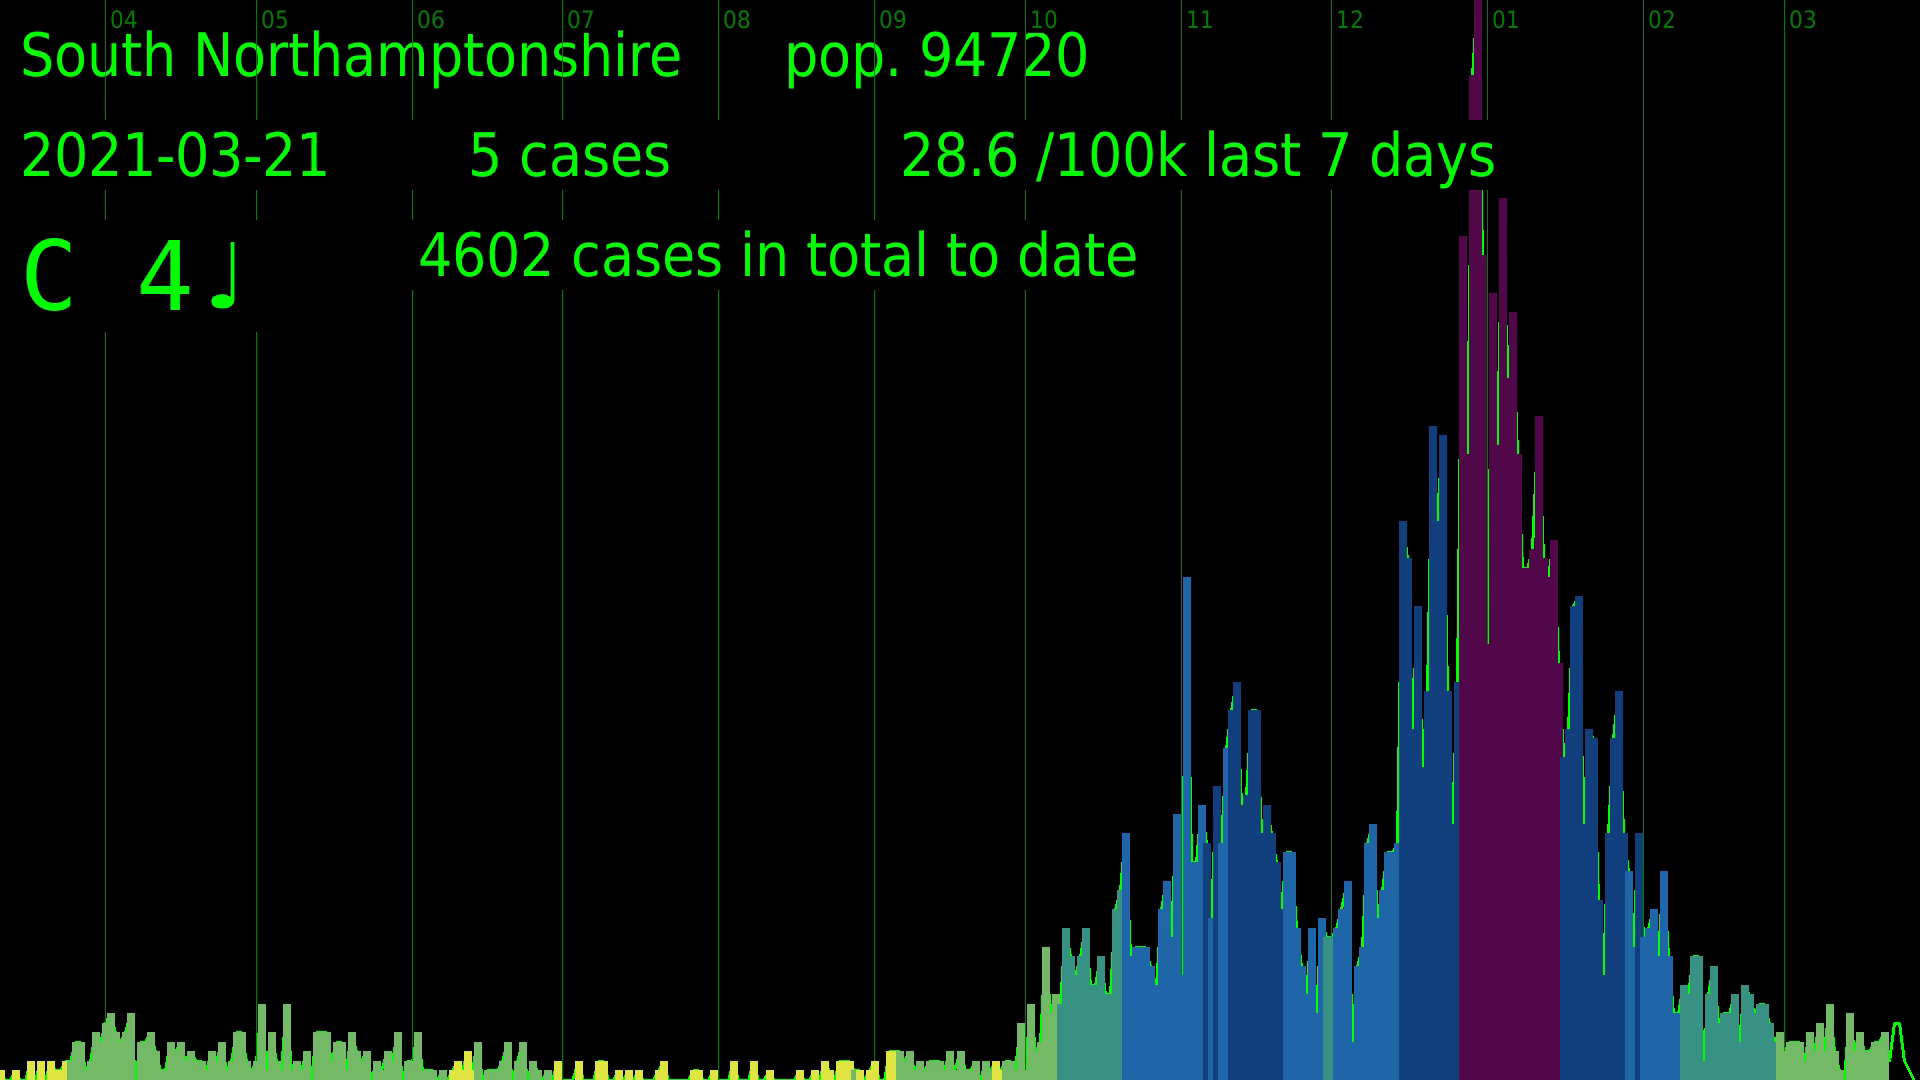 04 05 06 07 08 09 10 11 12 01 02 03
South Northamptonshire pop. 94720
2021-03-21 5 cases 28.6 /100k last 7 days
C 4♩ 4602 cases in total to date